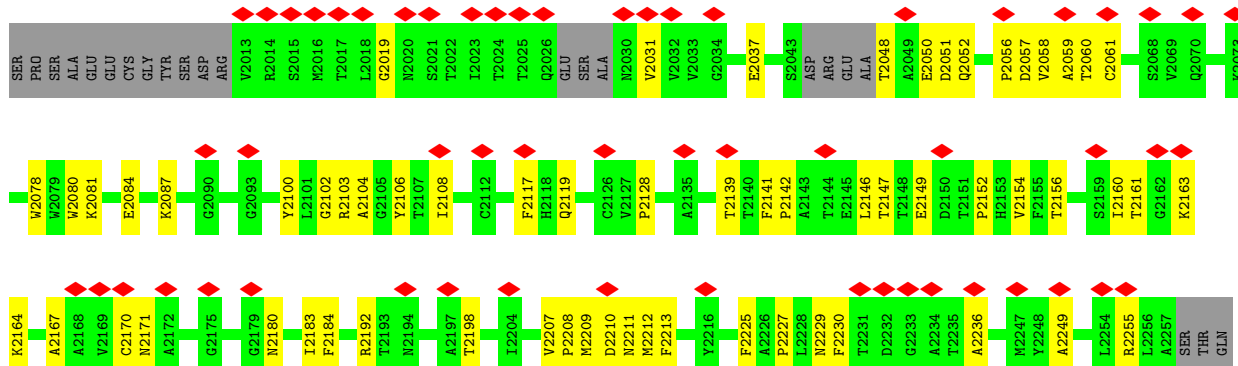 SER PRO SER ALA GLU GLU CYS GLY TYR SER ASP ARG V2013 R2014 S2015 M2016 T2017 L2018 G2019 N2020 S2021 T2022 I2023 T2024 T2025 Q2026 GLU SER ALA N2030 V2031 V2032 V2033 G2034 E2037 S2043 ASP ARG GLU ALA T2048 A2049 E2050 D2051 Q2052 P2056 D2057 V2058 A2059 T2060 C2061 S2068 V2069 Q2070 K2073
W2078 W2079 W2080 K2081 E2084 K2087 G2090 G2093 Y2100 L2101 G2102 R2103 A2104 G2105 Y2106 T2107 I2108 C2112 F2117 H2118 Q2119 C2126 V2127 P2128 A2135 T2139 T2140 F2141 P2142 A2143 T2144 E2145 L2146 T2147 T2148 E2149 D2150 T2151 P2152 H2153 V2154 F2155 T2156 S2159 I2160 T2161 G2162 K2163
K2164 A2167 A2168 V2169 C2170 N2171 A2172 G2175 G2179 N2180 I2183 F2184 R2192 T2193 N2194 A2197 T2198 I2204 V2207 P2208 M2209 D2210 N2211 M2212 F2213 Y2216 F2225 A2226 P2227 L2228 N2229 F2230 T2231 D2232 G2233 A2234 T2235 A2236 M2247 Y2248 A2249 L2254 R2255 L2256 A2257 SER THR GLN